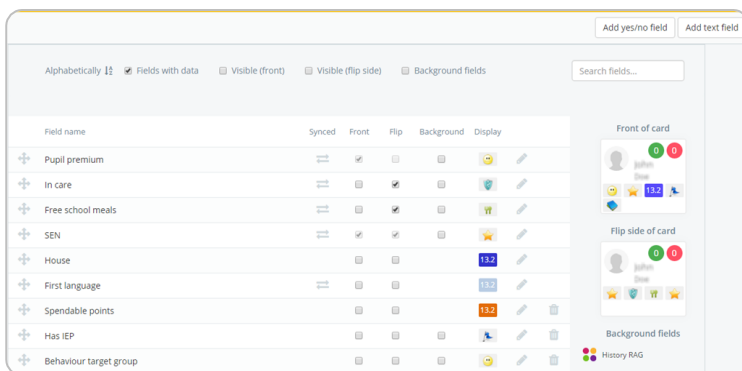 Add yes/no field Add text field
Alphabetically Fields with data Visible (front) Visible (flip side) Background fields Search fields...
Field name Synced Front Flip Background Display
Front of card
0 0
Pupil premium
In care
13.2
Free school meals
SEN
Flip side of card
House 13.2
0 0
First language 13.2
Spendable points 13.2
Has IEP
Background fields
Behaviour target group
History RAG